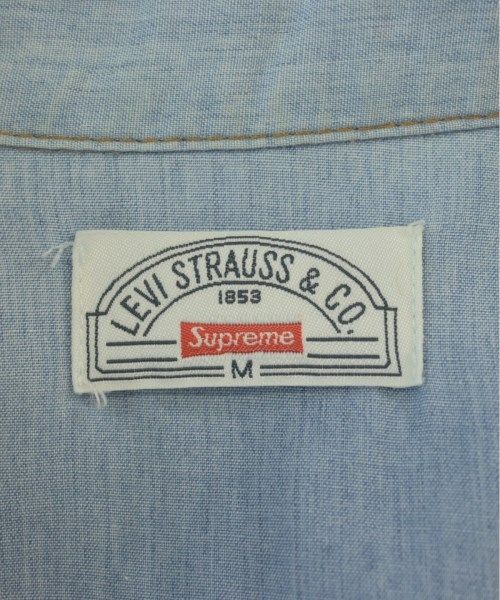 LEVI STRAUSS & CO.
1853
Supreme
M